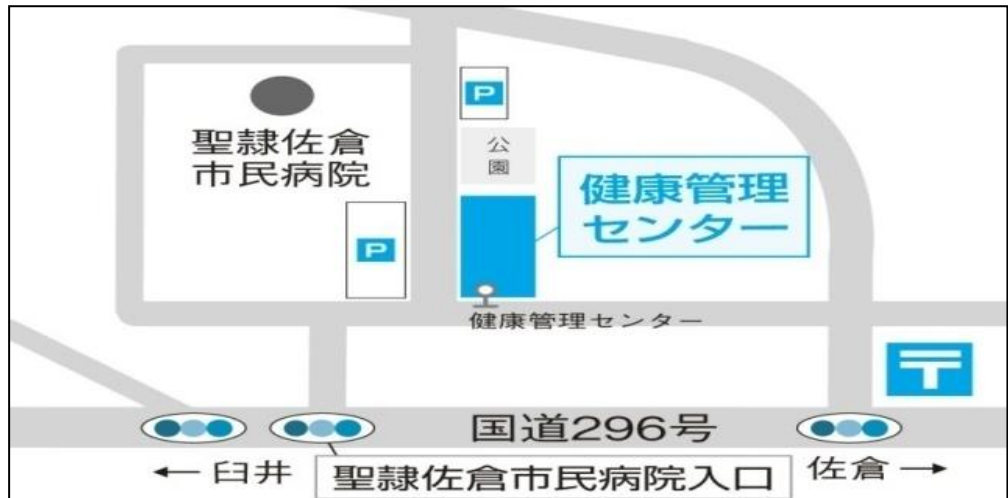 P
聖隷佐倉
市民病院
公
園
健康管理
センター
P
健康管理センター
〒
国道296号
← 臼井
聖隷佐倉市民病院入口
佐倉 →